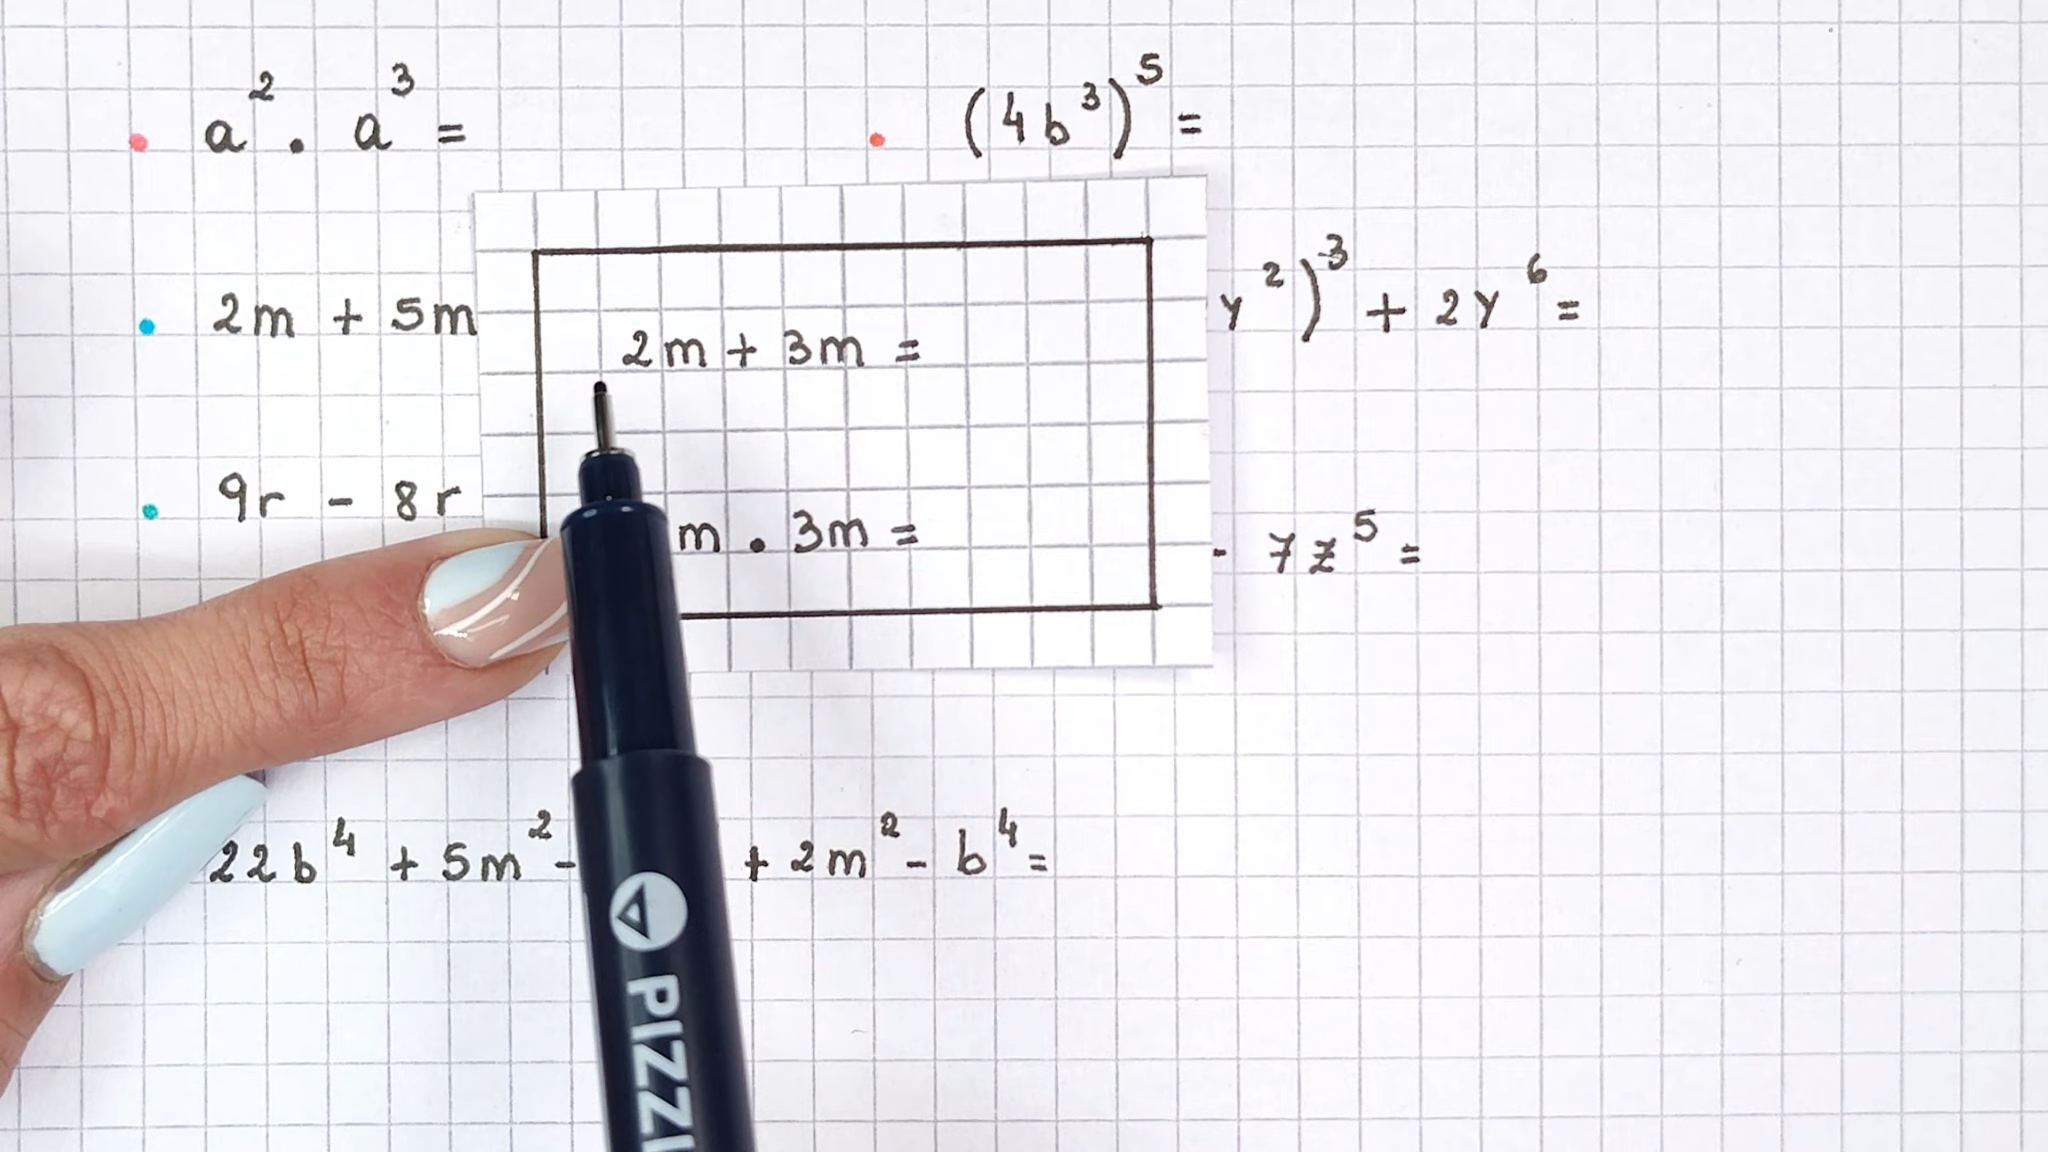 a² . a³ =
(4b³)⁵ =
2m + 5m
y²)³ + 2y⁶ =
2m + 3m =
9r - 8r
m . 3m =
- 7z⁵ =
22b⁴ + 5m² - + 2m² - b⁴ =
PIZZI